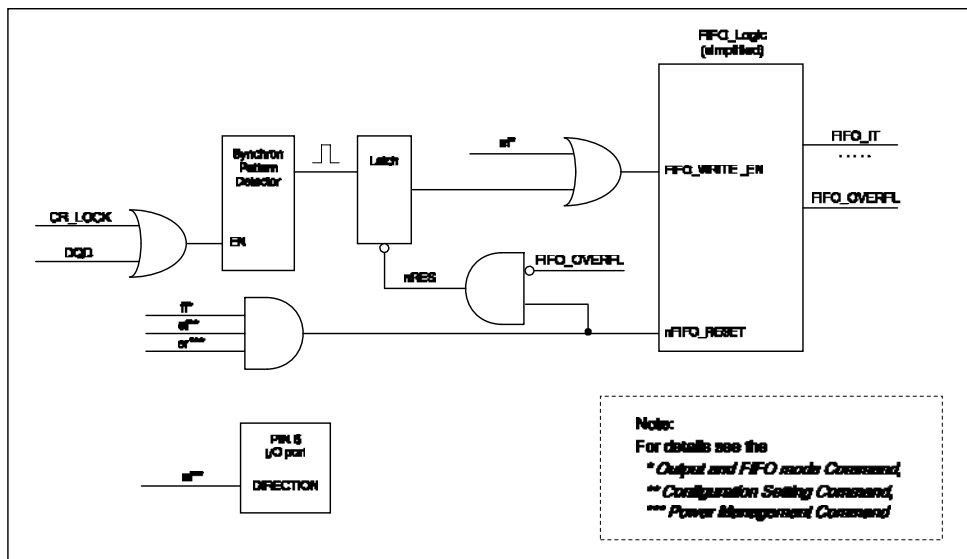 FIFO_Logic
(simplified)
FIFO_IT
.....
FIFO_OVERFL
Synchron
Pattern
Detector
Latch
FIFO_WRITE_EN
CR_LOCK
DQD
EN
nRES
FIFO_OVERFL
ff*
ef**
er***
nFIFO_RESET
PIN 6
I/O port
DIRECTION
Note:
For details see the
* Output and FIFO mode Command,
** Configuration Setting Command,
*** Power Management Command